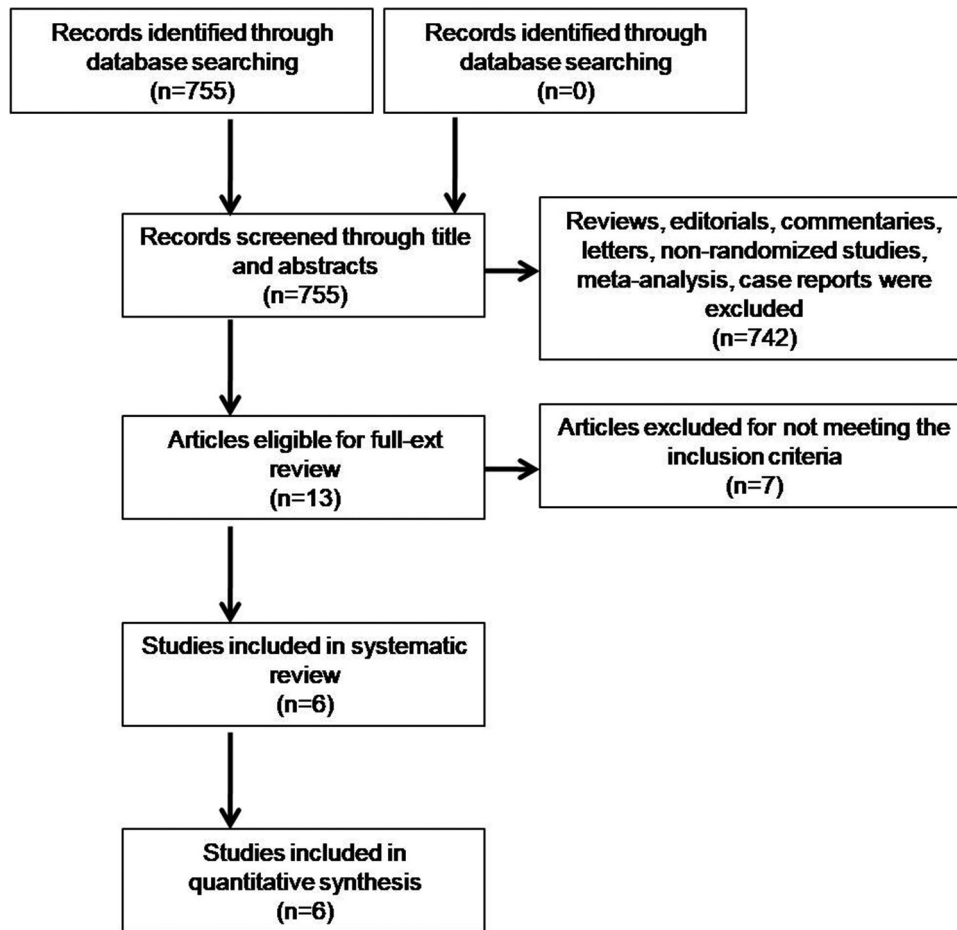 Records identified through
database searching
(n=755)
Records identified through
database searching
(n=0)
Records screened through title
and abstracts
(n=755)
Reviews, editorials, commentaries,
letters, non-randomized studies,
meta-analysis, case reports were
excluded
(n=742)
Articles eligible for full-ext
review
(n=13)
Articles excluded for not meeting the
inclusion criteria
(n=7)
Studies included in systematic
review
(n=6)
Studies included in
quantitative synthesis
(n=6)